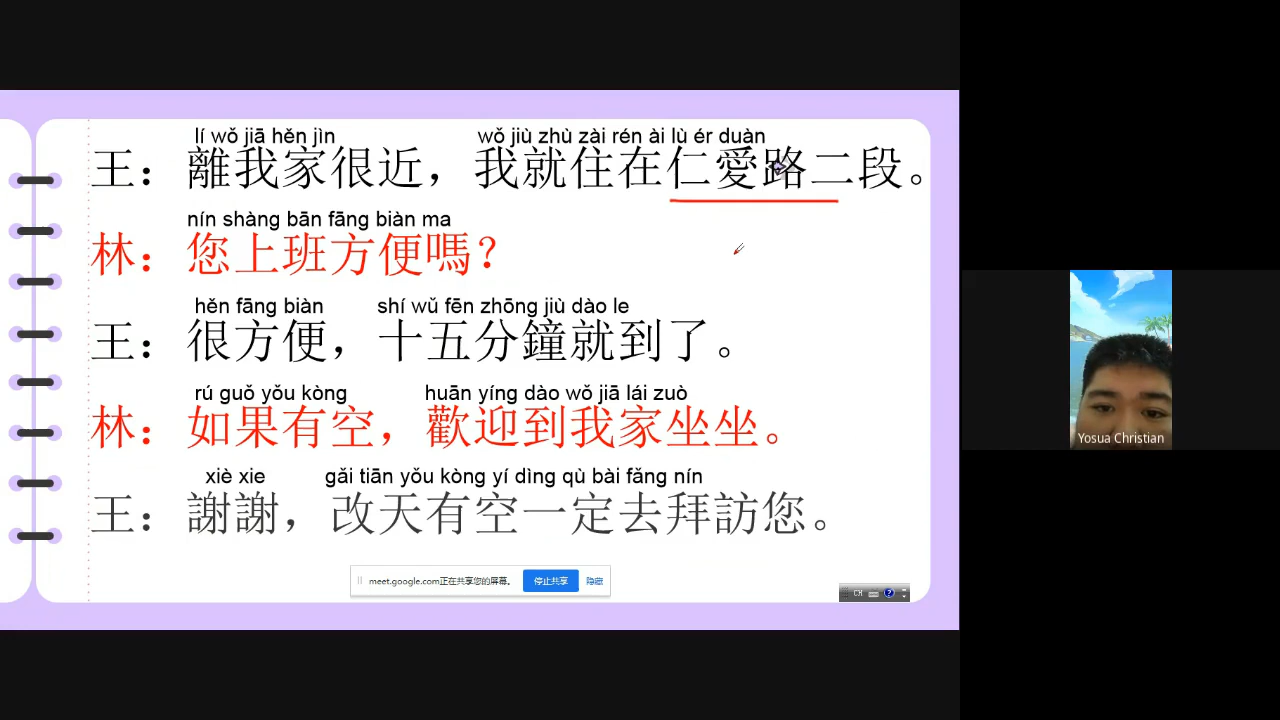 lí wǒ jiā hěn jìn wǒ jiù zhù zài rén ài lù ér duàn
王：離我家很近，我就住在仁愛路二段。
nín shàng bān fāng biàn ma
林：您上班方便嗎？
hěn fāng biàn shí wǔ fēn zhōng jiù dào le
王：很方便，十五分鐘就到了。
rú guǒ yǒu kòng huān yíng dào wǒ jiā lái zuò
林：如果有空，歡迎到我家坐坐。
xiè xie gǎi tiān yǒu kòng yí dìng qù bài fǎng nín
王：謝謝，改天有空一定去拜訪您。
meet.google.com正在共享您的屏幕。 停止共享 隐藏
CH
Yosua Christian